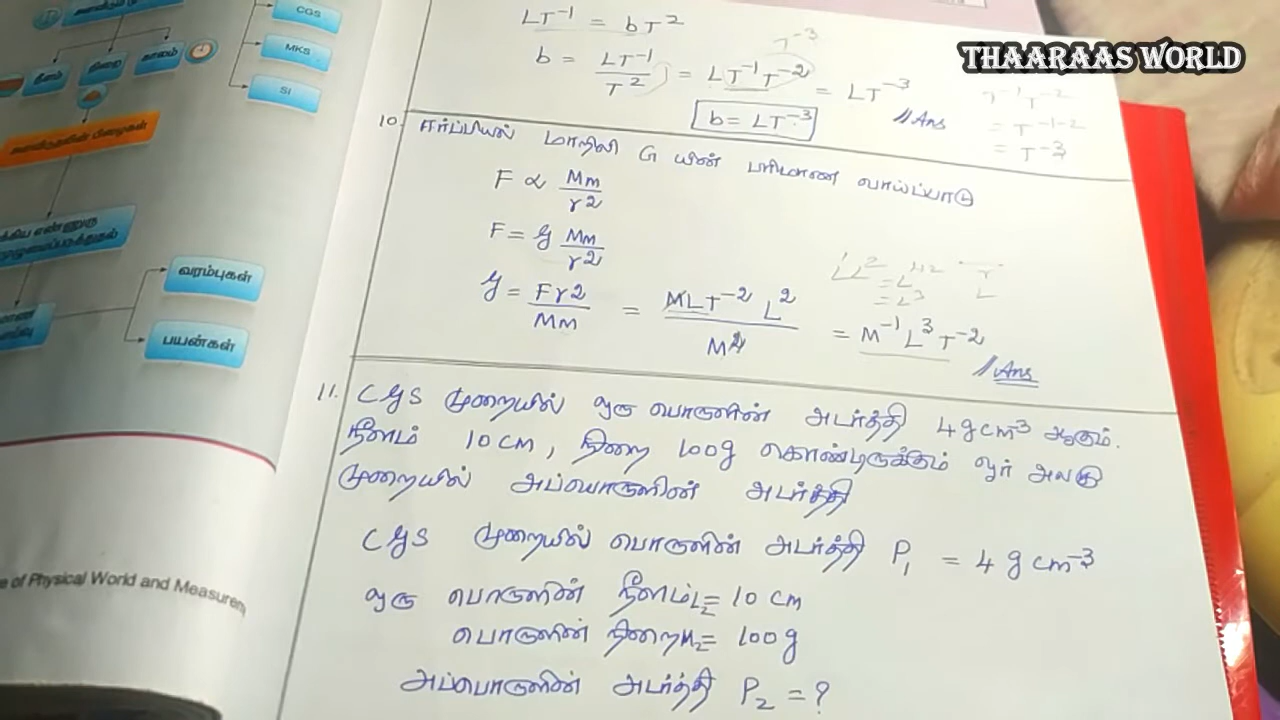 THAARAAS WORLD
CGS
MKS
SI
நீளம் நிறை காலம்
வரம்புகள்
பயன்கள்
e of Physical World and Measurem
LT⁻¹ = bT²
b = LT⁻¹/T² = LT⁻¹T⁻² = LT⁻³
b = LT⁻³ // Ans
T⁻³
T⁻¹T⁻²
= T⁻¹⁻²
= T⁻³
10. ஈர்ப்பியல் மாறிலி G யின் பரிமாண வாய்ப்பாடு
F ∝ Mm/r²
F = G Mm/r²
G = Fr²/Mm = MLT⁻² L²/M² = M⁻¹L³T⁻²
// Ans
= L³
11. CGS முறையில் ஒரு பொருளின் அடர்த்தி 4gcm⁻³ ஆகும்.
நீளம் 10cm, நிறை 100g கொண்டிருக்கும் ஓர் அலகு
முறையில் அப்பொருளின் அடர்த்தி
CGS முறையில் பொருளின் அடர்த்தி P₁ = 4 g cm⁻³
ஒரு பொருளின் நீளம் L₂ = 10 cm
பொருளின் நிறை M₂ = 100g
அப்பொருளின் அடர்த்தி P₂ = ?